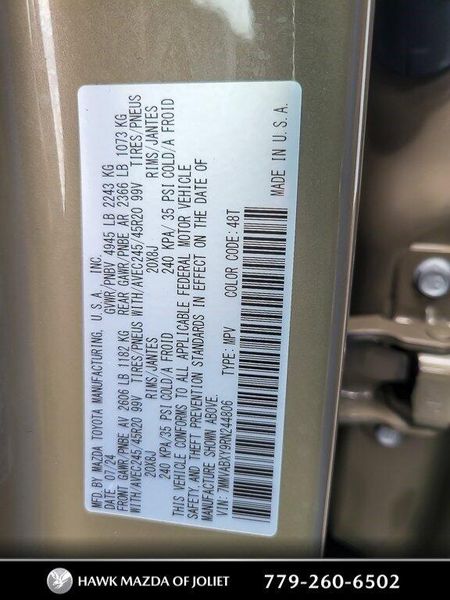 MFD. BY MAZDA TOYOTA MANUFACTURING, U.S.A. INC.
DATE 07/24 GVWR/PNBV 4945 LB 2243 KG
FRONT GAWR/PNBE AV 2606 LB 1182 KG REAR GAWR/PNBE AR 2366 LB 1073 KG
WITH/AVEC245/45R20 99V TIRES/PNEUS WITH/AVEC245/45R20 99V TIRES/PNEUS
20X8J RIMS/JANTES 20X8J RIMS/JANTES
240 KPA/35 PSI COLD/A FROID 240 KPA/ 35 PSI COLD/A FROID
THIS VEHICLE CONFORMS TO ALL APPLICABLE FEDERAL MOTOR VEHICLE
SAFETY, AND THEFT PREVENTION STANDARDS IN EFFECT ON THE DATE OF
MANUFACTURE SHOWN ABOVE.
VIN: 7MMVABXY19RN244806 TYPE: MPV COLOR CODE: 48T
MADE IN U.S.A.
HAWK MAZDA OF JOLIET 779-260-6502